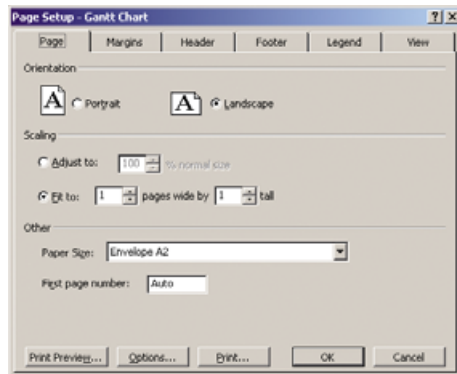 Page Setup - Gantt Chart
Page Margins Header Footer Legend View
Orientation
A Portrait A Landscape
Scaling
Adjust to: 100 % normal size
Fit to: 1 pages wide by 1 tall
Other
Paper Size: Envelope A2
First page number: Auto
Print Preview... Options... Print... OK Cancel